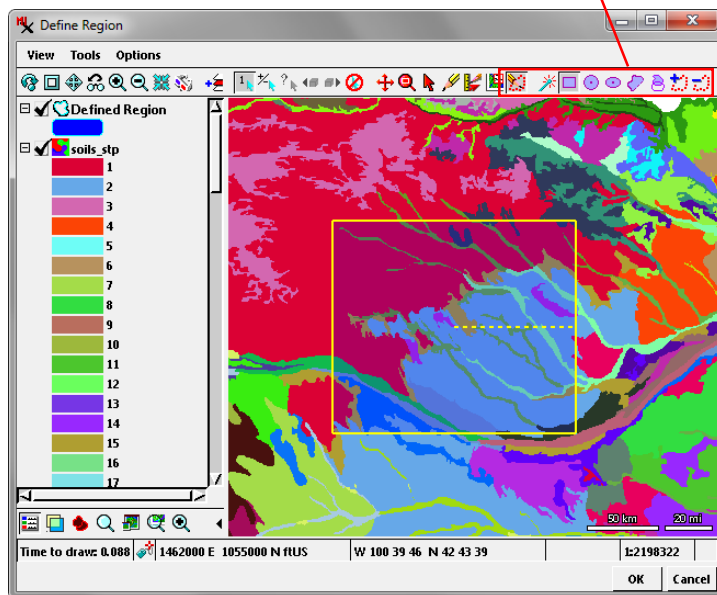 Define Region
View Tools Options
Defined Region
soils_stp
1
2
3
4
5
6
7
8
9
10
11
12
13
14
15
16
17
50 km 20 mi
Time to draw: 0.088 1462000 E 1055000 N ftUS W 100 39 46 N 42 43 39 1:2198322
OK Cancel